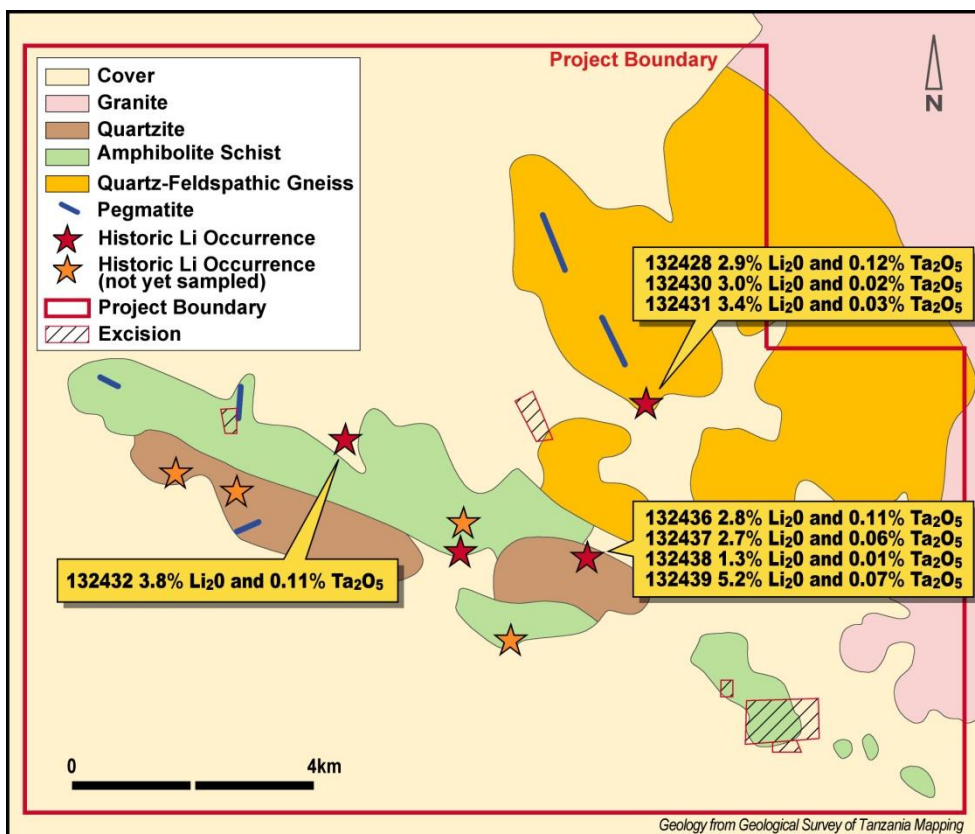 Project Boundary
N
Cover
Granite
Quartzite
Amphibolite Schist
Quartz-Feldspathic Gneiss
Pegmatite
Historic Li Occurrence
Historic Li Occurrence
(not yet sampled)
Project Boundary
Excision
132428 2.9% Li₂0 and 0.12% Ta₂O₅
132430 3.0% Li₂0 and 0.02% Ta₂O₅
132431 3.4% Li₂0 and 0.03% Ta₂O₅
132436 2.8% Li₂0 and 0.11% Ta₂O₅
132437 2.7% Li₂0 and 0.06% Ta₂O₅
132438 1.3% Li₂0 and 0.01% Ta₂O₅
132439 5.2% Li₂0 and 0.07% Ta₂O₅
132432 3.8% Li₂0 and 0.11% Ta₂O₅
0 4km
Geology from Geological Survey of Tanzania Mapping